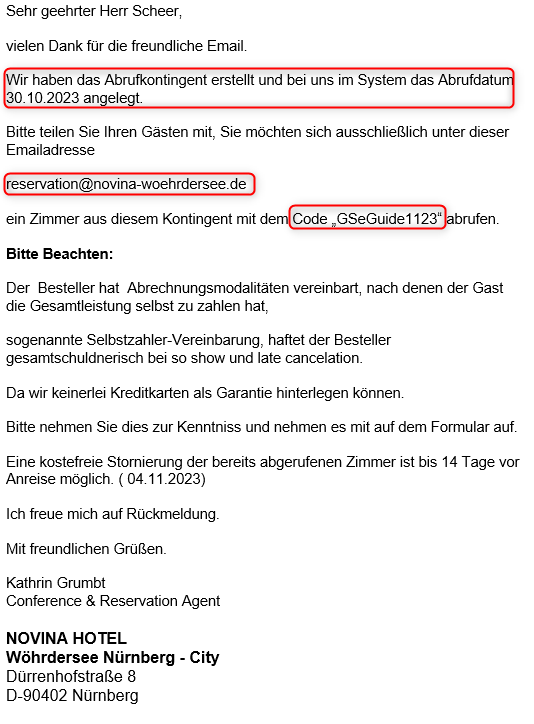 Sehr geehrter Herr Scheer,
vielen Dank für die freundliche Email.
Wir haben das Abrufkontingent erstellt und bei uns im System das Abrufdatum
30.10.2023 angelegt.
Bitte teilen Sie Ihren Gästen mit, Sie möchten sich ausschließlich unter dieser
Emailadresse
reservation@novina-woehrdersee.de
ein Zimmer aus diesem Kontingent mit dem Code „GSeGuide1123“ abrufen.
Bitte Beachten:
Der  Besteller hat  Abrechnungsmodalitäten vereinbart, nach denen der Gast
die Gesamtleistung selbst zu zahlen hat,
sogenannte Selbstzahler-Vereinbarung, haftet der Besteller
gesamtschuldnerisch bei so show und late cancelation.
Da wir keinerlei Kreditkarten als Garantie hinterlegen können.
Bitte nehmen Sie dies zur Kenntniss und nehmen es mit auf dem Formular auf.
Eine kostefreie Stornierung der bereits abgerufenen Zimmer ist bis 14 Tage vor
Anreise möglich. ( 04.11.2023)
Ich freue mich auf Rückmeldung.
Mit freundlichen Grüßen.
Kathrin Grumbt
Conference & Reservation Agent
NOVINA HOTEL
Wöhrdersee Nürnberg - City
Dürrenhofstraße 8
D-90402 Nürnberg